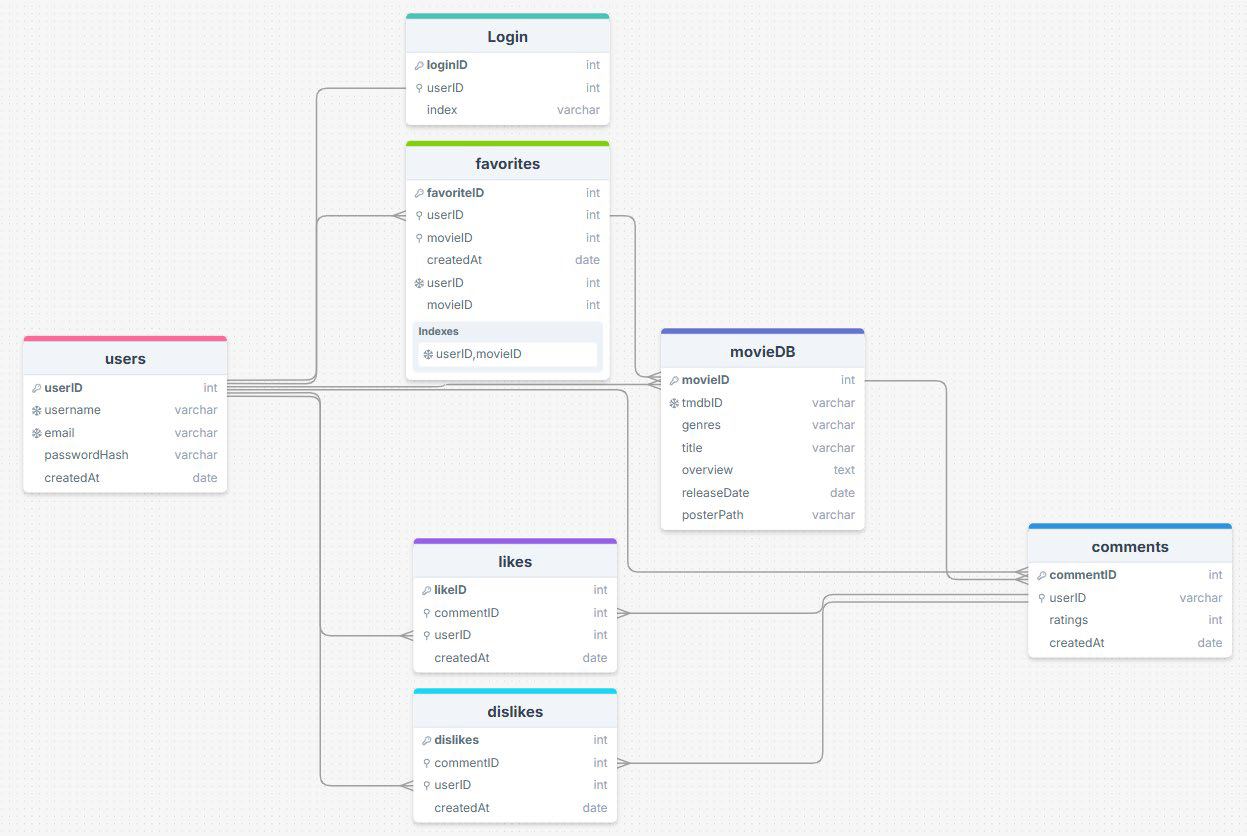 Login
loginID int
userID int
index varchar
favorites
favoriteID int
userID int
movieID int
createdAt date
userID int
movieID int
Indexes
userID,movieID
users
userID int
username varchar
email varchar
passwordHash varchar
createdAt date
movieDB
movieID int
tmdbID varchar
genres varchar
title varchar
overview text
releaseDate date
posterPath varchar
comments
commentID int
userID varchar
ratings int
createdAt date
likes
likeID int
commentID int
userID int
createdAt date
dislikes
dislikes int
commentID int
userID int
createdAt date